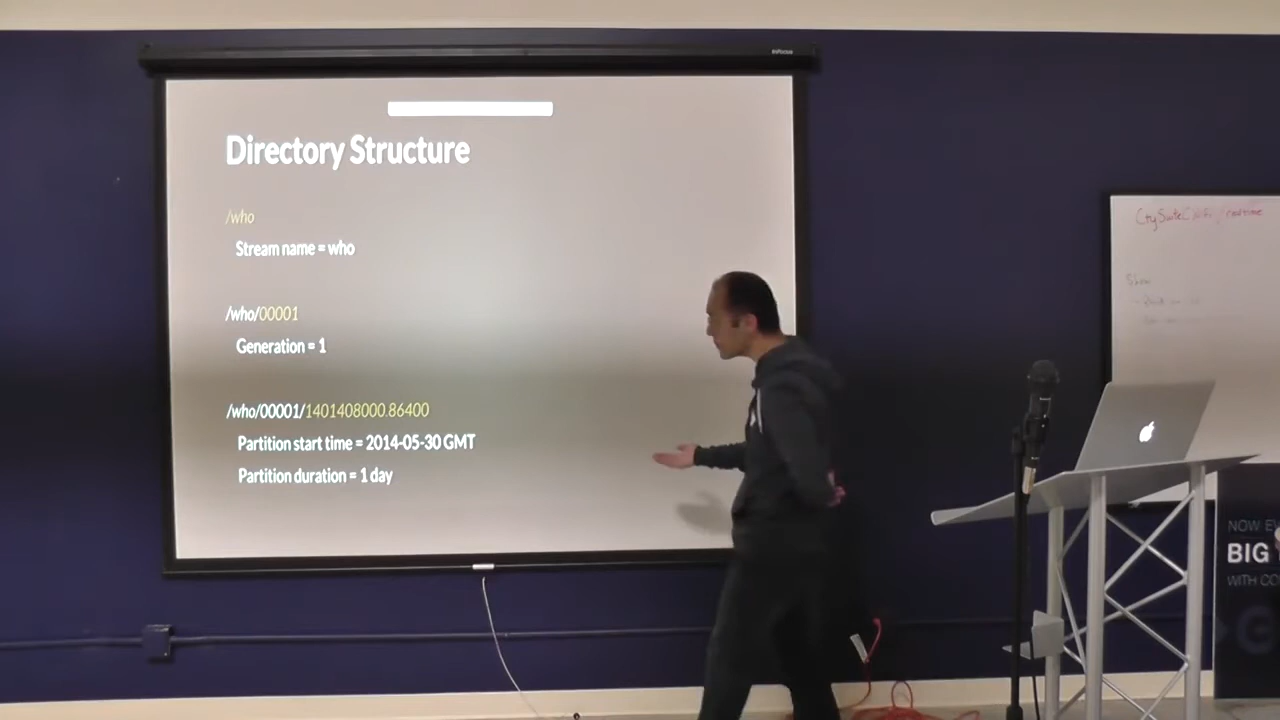 Directory Structure
/who
Stream name = who
/who/00001
Generation = 1
/who/00001/1401408000.86400
Partition start time = 2014-05-30 GMT
Partition duration = 1 day
NOW
BIG
WITH